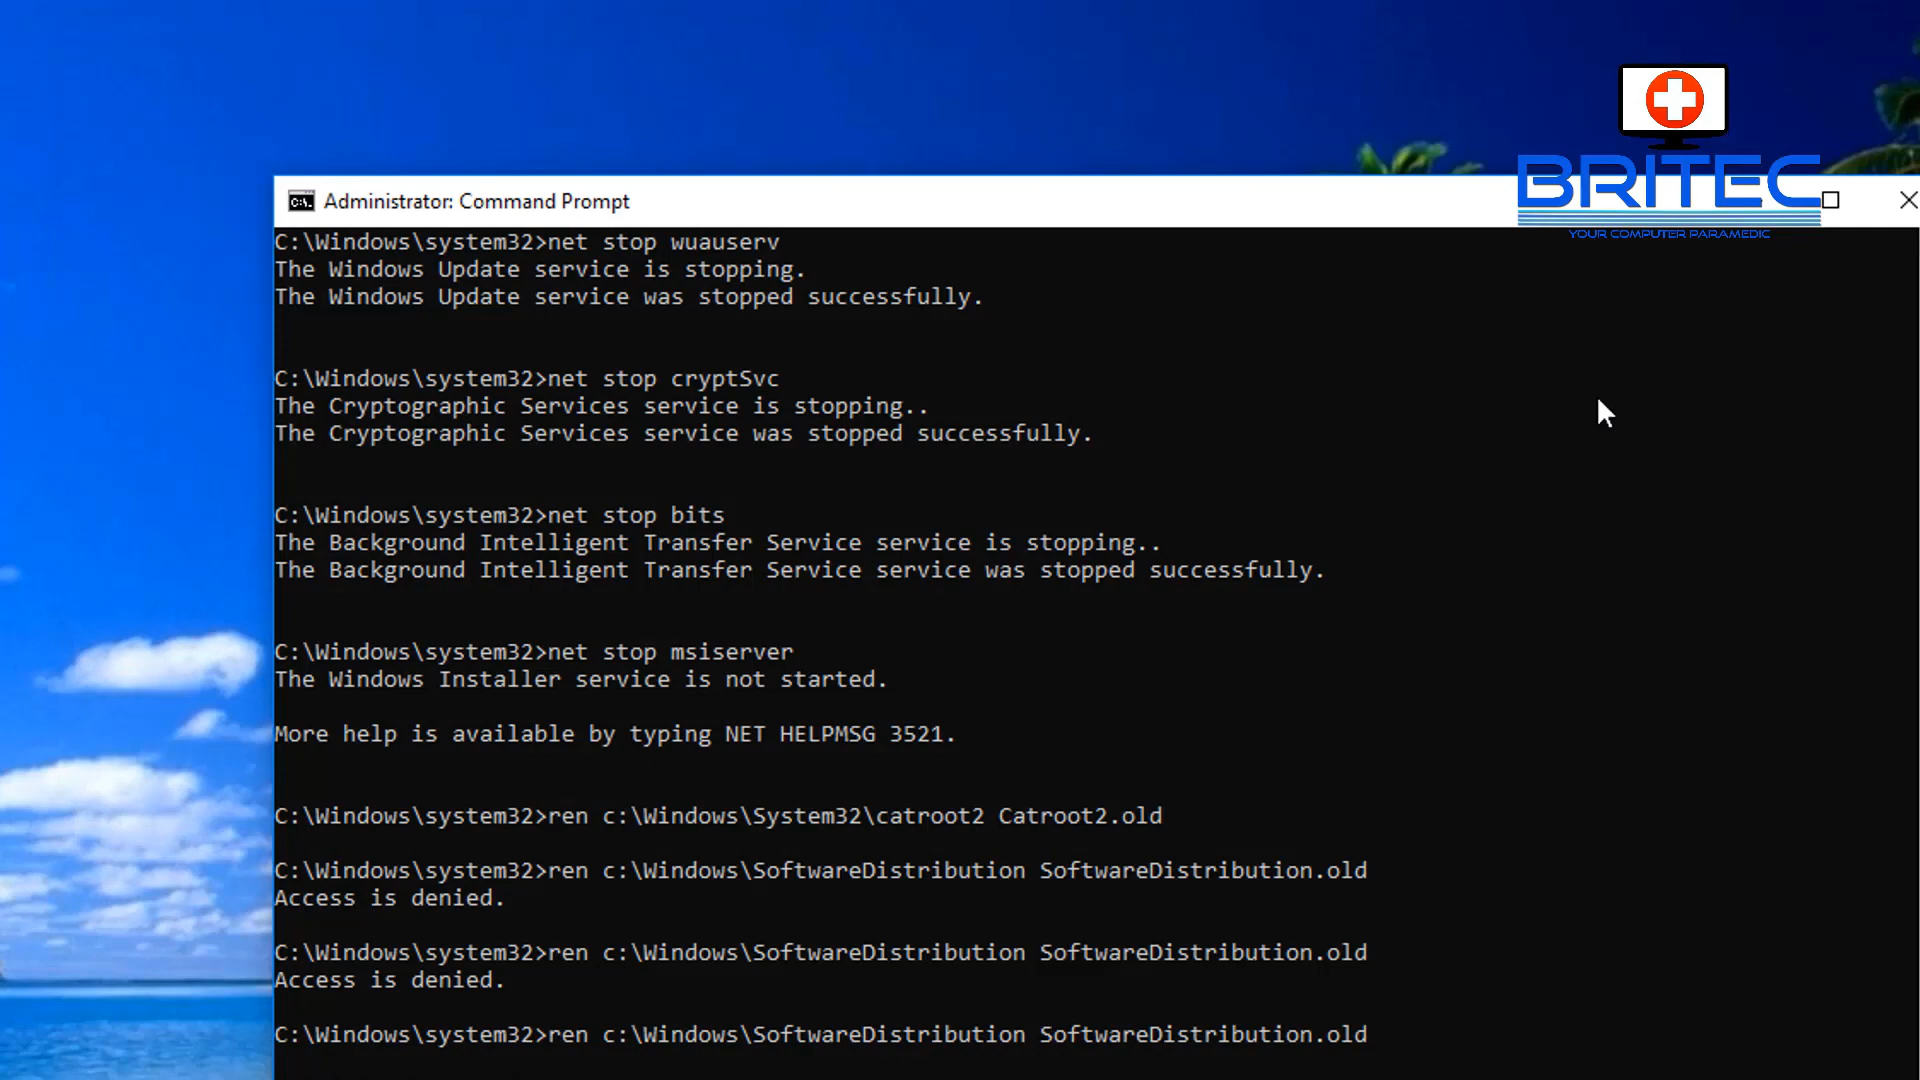 BRITEC
YOUR COMPUTER PARAMEDIC
Administrator: Command Prompt
C:\Windows\system32>net stop wuauserv
The Windows Update service is stopping.
The Windows Update service was stopped successfully.
C:\Windows\system32>net stop cryptSvc
The Cryptographic Services service is stopping..
The Cryptographic Services service was stopped successfully.
C:\Windows\system32>net stop bits
The Background Intelligent Transfer Service service is stopping..
The Background Intelligent Transfer Service service was stopped successfully.
C:\Windows\system32>net stop msiserver
The Windows Installer service is not started.
More help is available by typing NET HELPMSG 3521.
C:\Windows\system32>ren c:\Windows\System32\catroot2 Catroot2.old
C:\Windows\system32>ren c:\Windows\SoftwareDistribution SoftwareDistribution.old
Access is denied.
C:\Windows\system32>ren c:\Windows\SoftwareDistribution SoftwareDistribution.old
Access is denied.
C:\Windows\system32>ren c:\Windows\SoftwareDistribution SoftwareDistribution.old